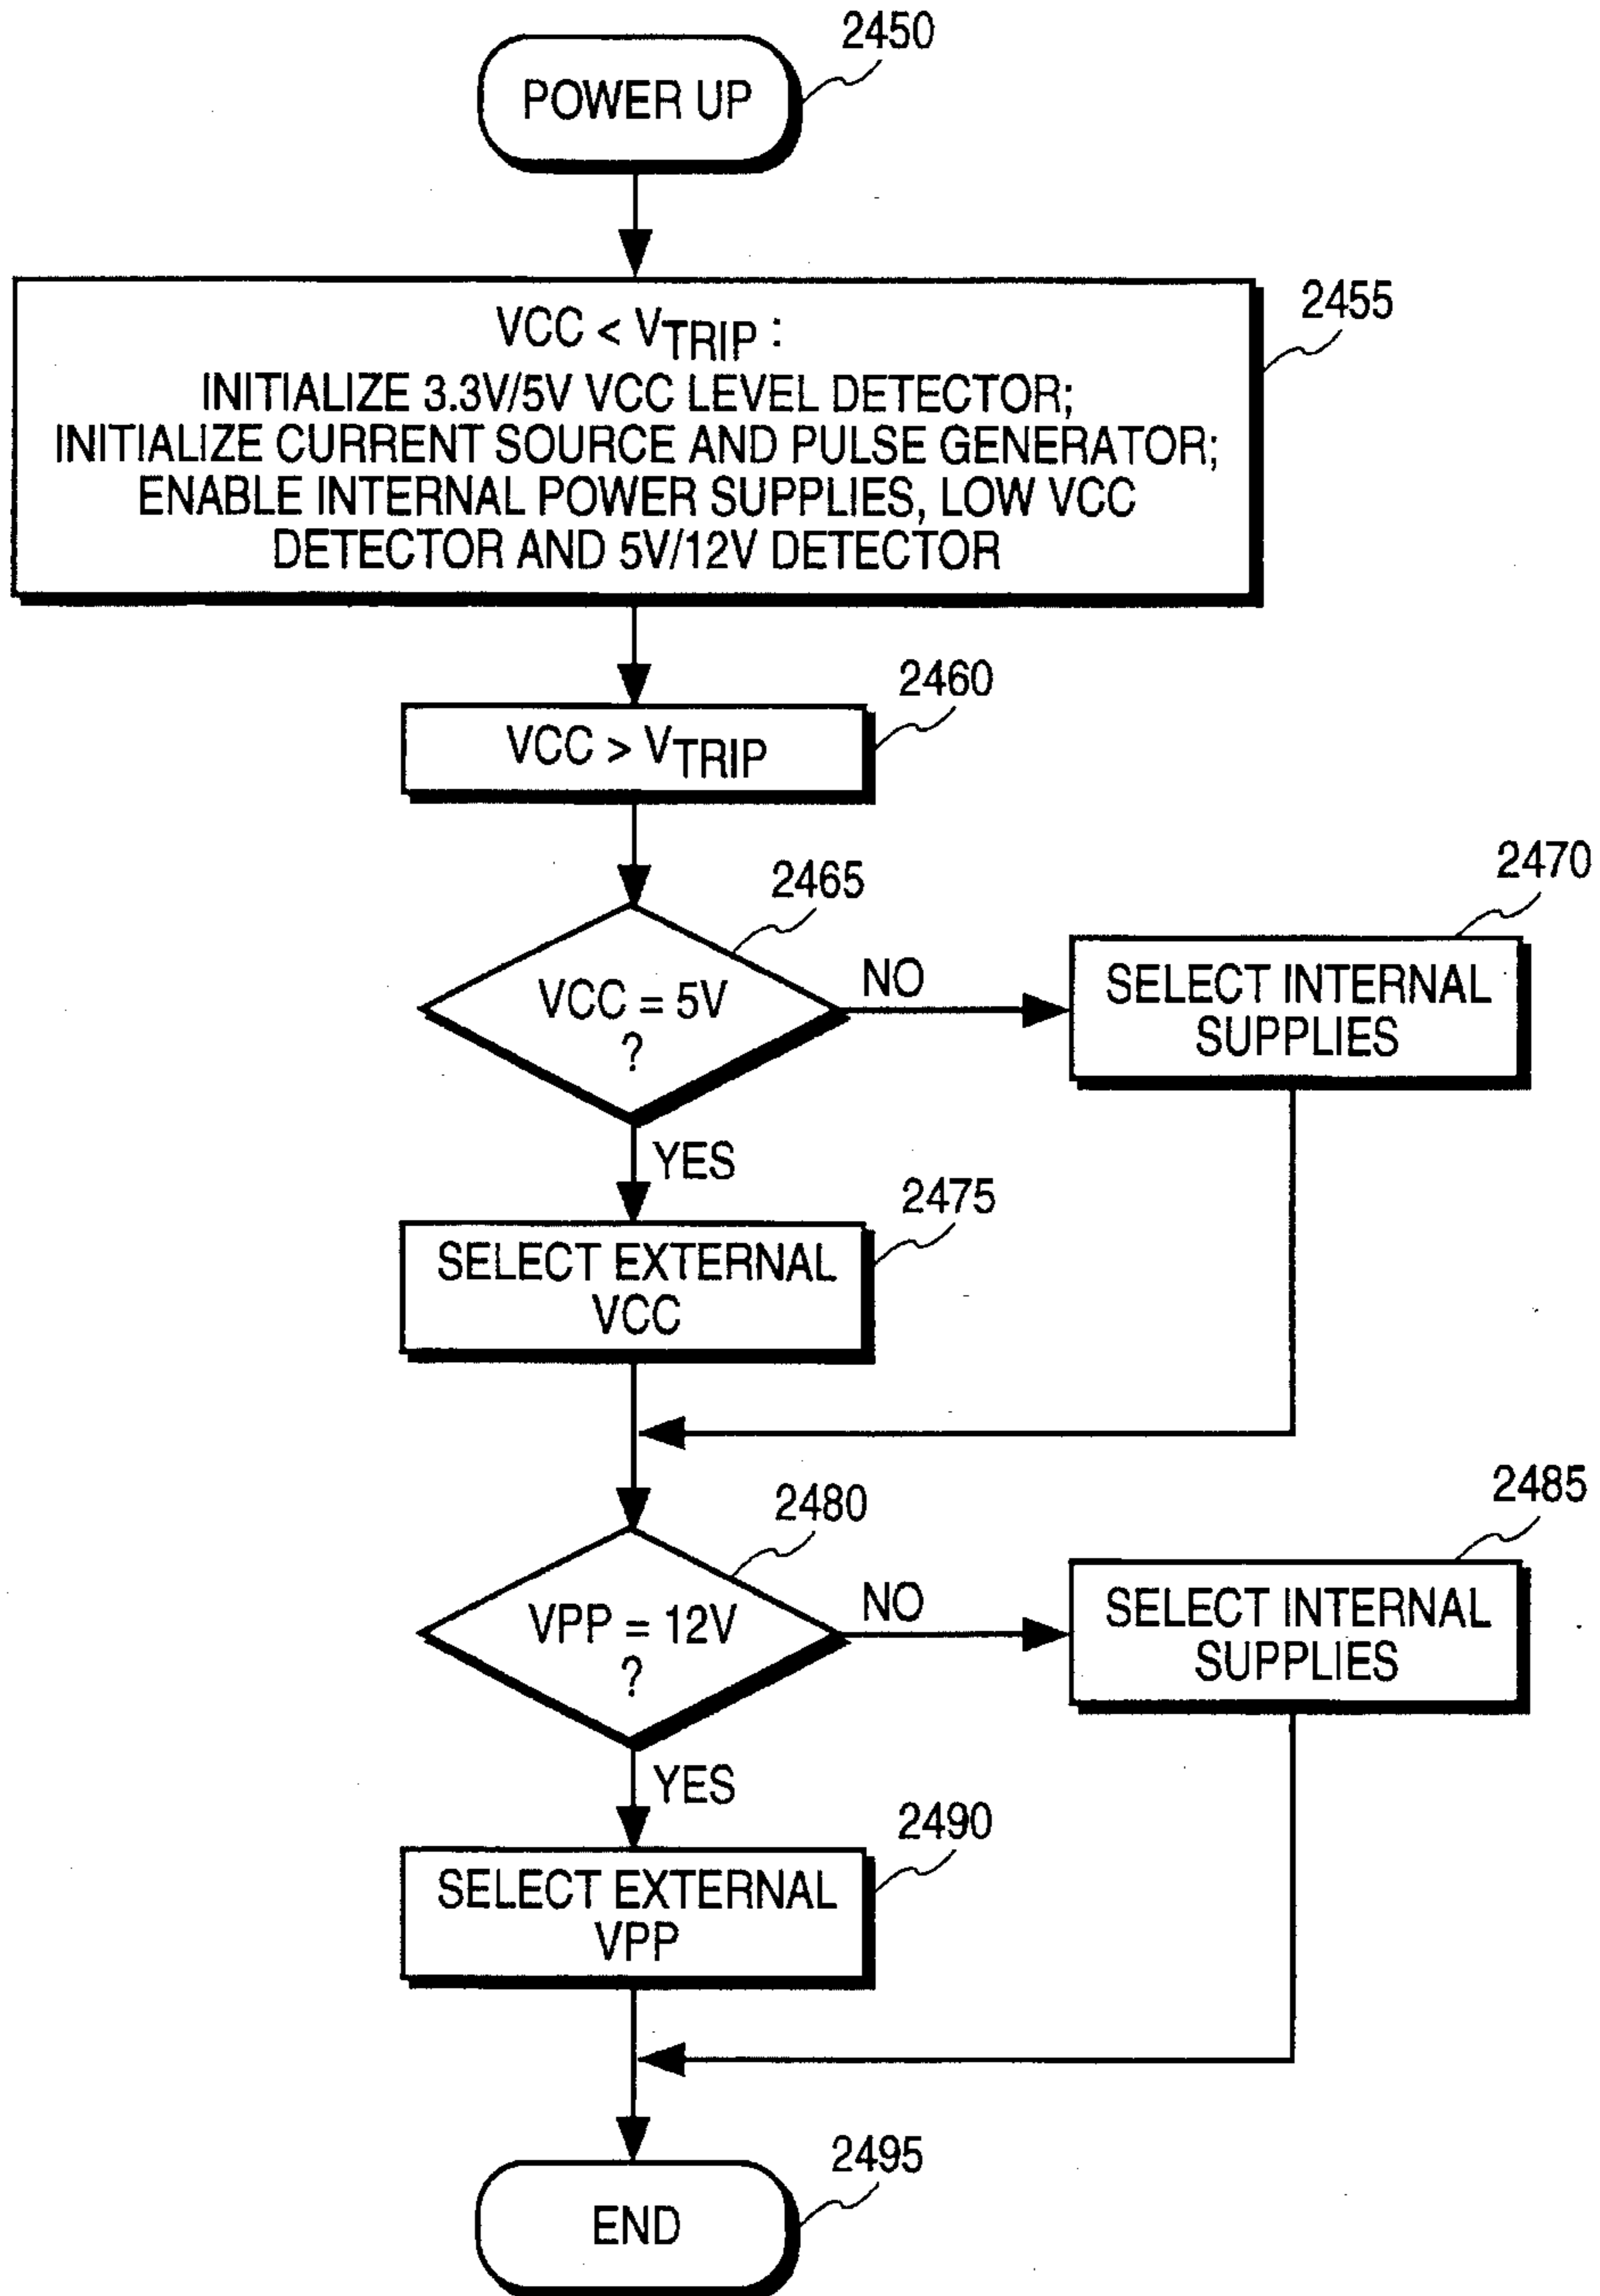 2450
POWER UP
2455
VCC < VTRIP :
INITIALIZE 3.3V/5V VCC LEVEL DETECTOR;
INITIALIZE CURRENT SOURCE AND PULSE GENERATOR;
ENABLE INTERNAL POWER SUPPLIES, LOW VCC
DETECTOR AND 5V/12V DETECTOR
2460
VCC > VTRIP
2465
VCC = 5V
?
NO
2470
SELECT INTERNAL
SUPPLIES
YES
2475
SELECT EXTERNAL
VCC
2480
VPP = 12V
?
NO
2485
SELECT INTERNAL
SUPPLIES
YES
2490
SELECT EXTERNAL
VPP
2495
END